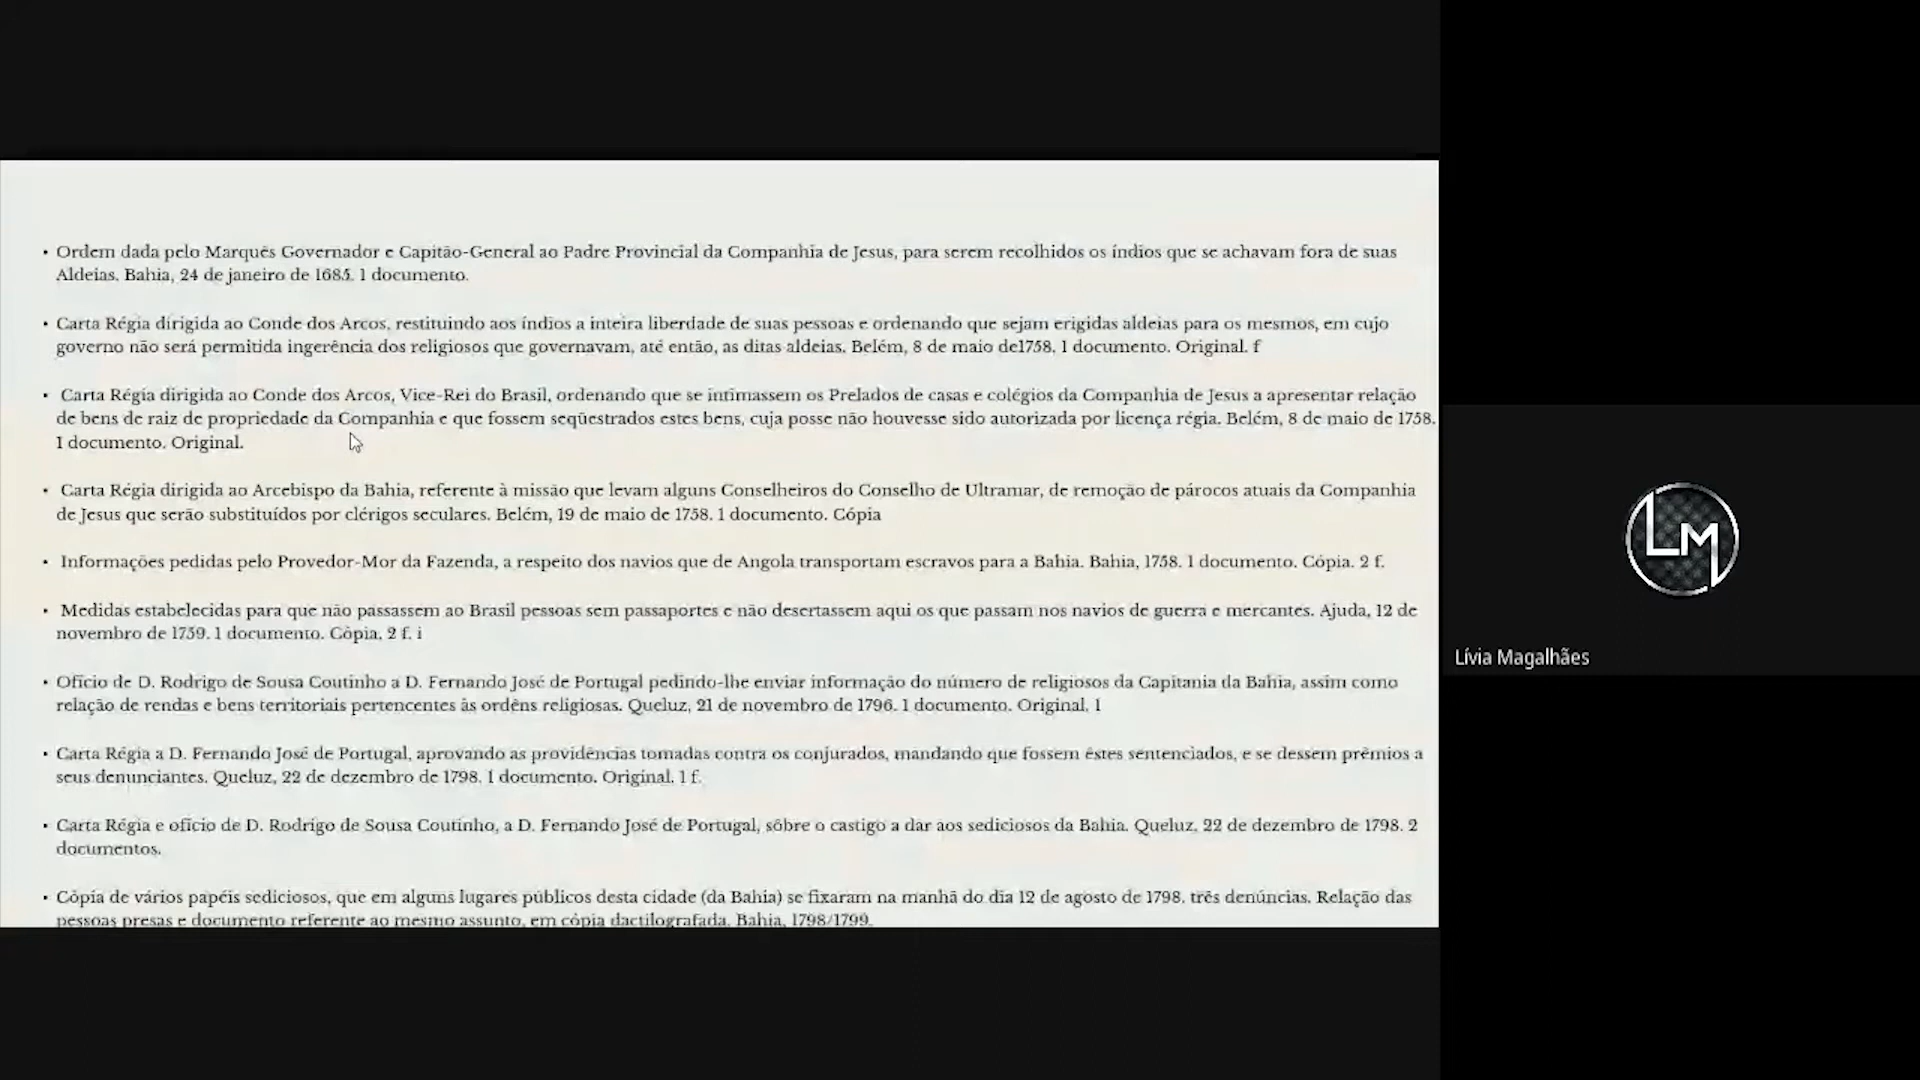 • Ordem dada pelo Marquês Governador e Capitão-General ao Padre Provincial da Companhia de Jesus, para serem recolhidos os índios que se achavam fora de suas
Aldeias. Bahia, 24 de janeiro de 1685. 1 documento.
• Carta Régia dirigida ao Conde dos Arcos, restituindo aos índios a inteira liberdade de suas pessoas e ordenando que sejam erigidas aldeias para os mesmos, em cujo
governo não será permitida ingerência dos religiosos que governavam, até então, as ditas aldeias. Belém, 8 de maio de1758. 1 documento. Original. f
• Carta Régia dirigida ao Conde dos Arcos, Vice-Rei do Brasil, ordenando que se intimassem os Prelados de casas e colégios da Companhia de Jesus a apresentar relação
de bens de raiz de propriedade da Companhia e que fossem seqüestrados estes bens, cuja posse não houvesse sido autorizada por licença régia. Belém, 8 de maio de 1758.
1 documento. Original.
• Carta Régia dirigida ao Arcebispo da Bahia, referente à missão que levam alguns Conselheiros do Conselho de Ultramar, de remoção de párocos atuais da Companhia
de Jesus que serão substituídos por clérigos seculares. Belém, 19 de maio de 1758. 1 documento. Cópia
• Informações pedidas pelo Provedor-Mor da Fazenda, a respeito dos navios que de Angola transportam escravos para a Bahia. Bahia, 1758. 1 documento. Cópia. 2 f.
• Medidas estabelecidas para que não passassem ao Brasil pessoas sem passaportes e não desertassem aqui os que passam nos navios de guerra e mercantes. Ajuda, 12 de
novembro de 1759. 1 documento. Cópia. 2 f. i
• Ofício de D. Rodrigo de Sousa Coutinho a D. Fernando José de Portugal pedindo-lhe enviar informação do número de religiosos da Capitania da Bahia, assim como
relação de rendas e bens territoriais pertencentes às ordêns religiosas. Queluz, 21 de novembro de 1796. 1 documento. Original. 1
• Carta Régia a D. Fernando José de Portugal, aprovando as providências tomadas contra os conjurados, mandando que fossem êstes sentenciados, e se dessem prêmios a
seus denunciantes. Queluz, 22 de dezembro de 1798. 1 documento. Original. 1 f.
• Carta Régia e ofício de D. Rodrigo de Sousa Coutinho, a D. Fernando José de Portugal, sôbre o castigo a dar aos sediciosos da Bahia. Queluz, 22 de dezembro de 1798. 2
documentos.
• Cópia de vários papéis sediciosos, que em alguns lugares públicos desta cidade (da Bahia) se fixaram na manhã do dia 12 de agosto de 1798. três denúncias. Relação das
pessoas presas e documento referente ao mesmo assunto, em cópia dactilografada. Bahia, 1798/1799.
LM
Lívia Magalhães